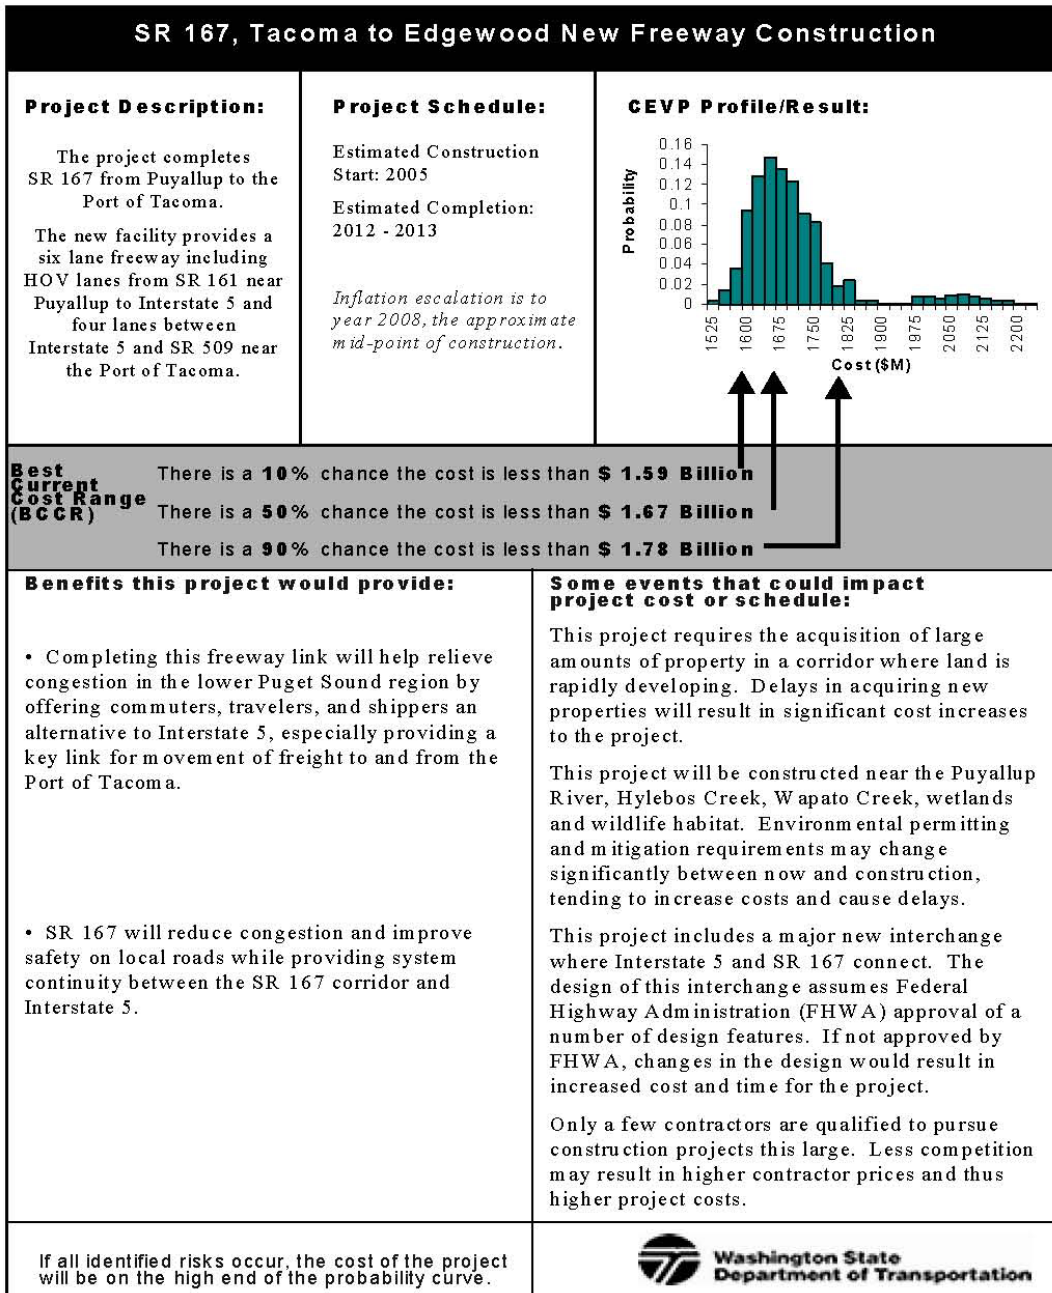 SR 167, Tacoma to Edgewood New Freeway Construction
Project Description:
The project completes
SR 167 from Puyallup to the
Port of Tacoma.
The new facility provides a
six lane freeway including
HOV lanes from SR 161 near
Puyallup to Interstate 5 and
four lanes between
Interstate 5 and SR 509 near
the Port of Tacoma.
Project Schedule:
Estimated Construction
Start: 2005
Estimated Completion:
2012 - 2013
Inflation escalation is to
year 2008, the approximate
mid-point of construction.
CEVP Profile/Result:
Probability
0.16
0.14
0.12
0.1
0.08
0.06
0.04
0.02
0
1525
1600
1675
1750
1825
1900
1975
2050
2125
2200
Cost ($M)
Best
Current
Cost Range
(BCCR)
There is a 10% chance the cost is less than $ 1.59 Billion
There is a 50% chance the cost is less than $ 1.67 Billion
There is a 90% chance the cost is less than $ 1.78 Billion
Benefits this project would provide:
• Completing this freeway link will help relieve
congestion in the lower Puget Sound region by
offering commuters, travelers, and shippers an
alternative to Interstate 5, especially providing a
key link for movement of freight to and from the
Port of Tacoma.
• SR 167 will reduce congestion and improve
safety on local roads while providing system
continuity between the SR 167 corridor and
Interstate 5.
Some events that could impact
project cost or schedule:
This project requires the acquisition of large
amounts of property in a corridor where land is
rapidly developing. Delays in acquiring new
properties will result in significant cost increases
to the project.
This project will be constructed near the Puyallup
River, Hylebos Creek, Wapato Creek, wetlands
and wildlife habitat. Environmental permitting
and mitigation requirements may change
significantly between now and construction,
tending to increase costs and cause delays.
This project includes a major new interchange
where Interstate 5 and SR 167 connect. The
design of this interchange assumes Federal
Highway Administration (FHWA) approval of a
number of design features. If not approved by
FHWA, changes in the design would result in
increased cost and time for the project.
Only a few contractors are qualified to pursue
construction projects this large. Less competition
may result in higher contractor prices and thus
higher project costs.
If all identified risks occur, the cost of the project
will be on the high end of the probability curve.
Washington State
Department of Transportation